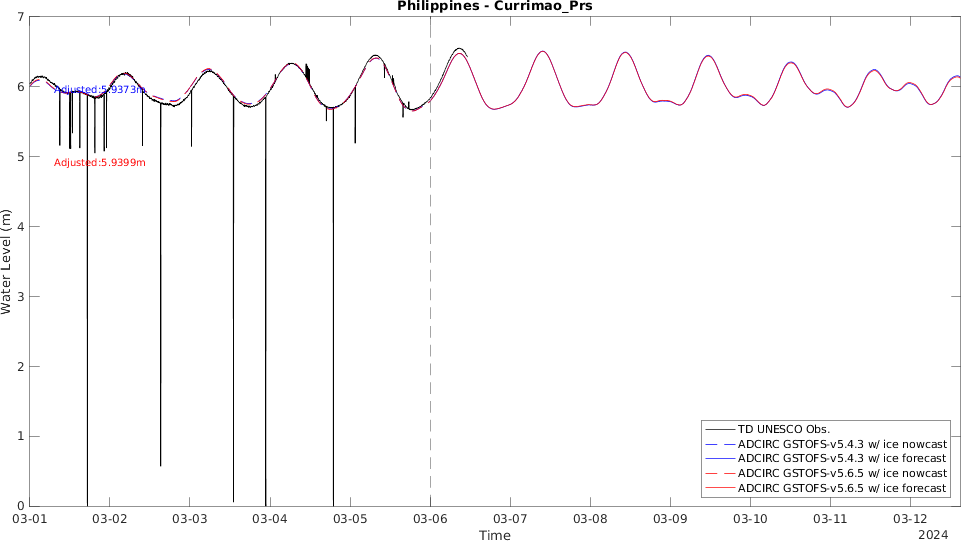 Philippines - Currimao_Prs
7
6
5
4
3
2
1
0
Water Level (m)
Adjusted:5.9373m
Adjusted:5.9399m
TD UNESCO Obs.
ADCIRC GSTOFS-v5.4.3 w/ ice nowcast
ADCIRC GSTOFS-v5.4.3 w/ ice forecast
ADCIRC GSTOFS-v5.6.5 w/ ice nowcast
ADCIRC GSTOFS-v5.6.5 w/ ice forecast
03-01 03-02 03-03 03-04 03-05 03-06 03-07 03-08 03-09 03-10 03-11 03-12
Time
2024